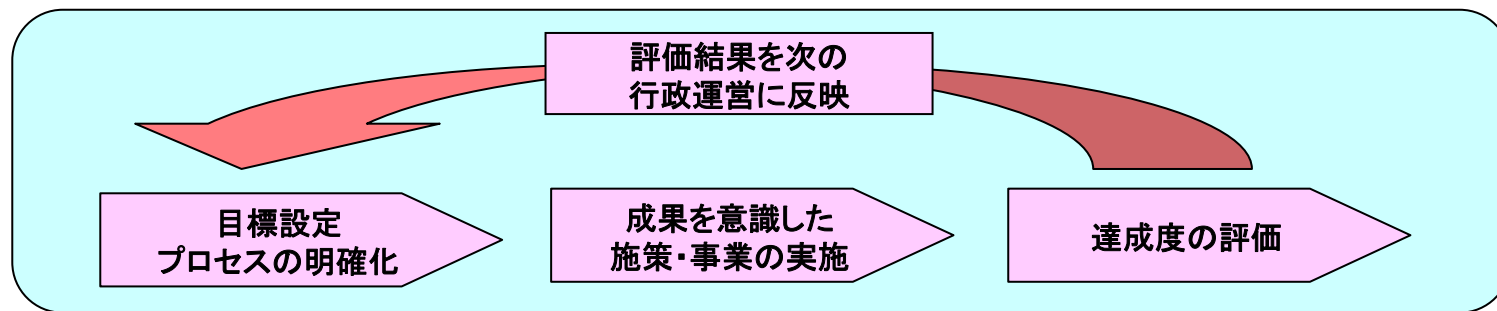 評価結果を次の
行政運営に反映
目標設定
プロセスの明確化
成果を意識した
施策・事業の実施
達成度の評価